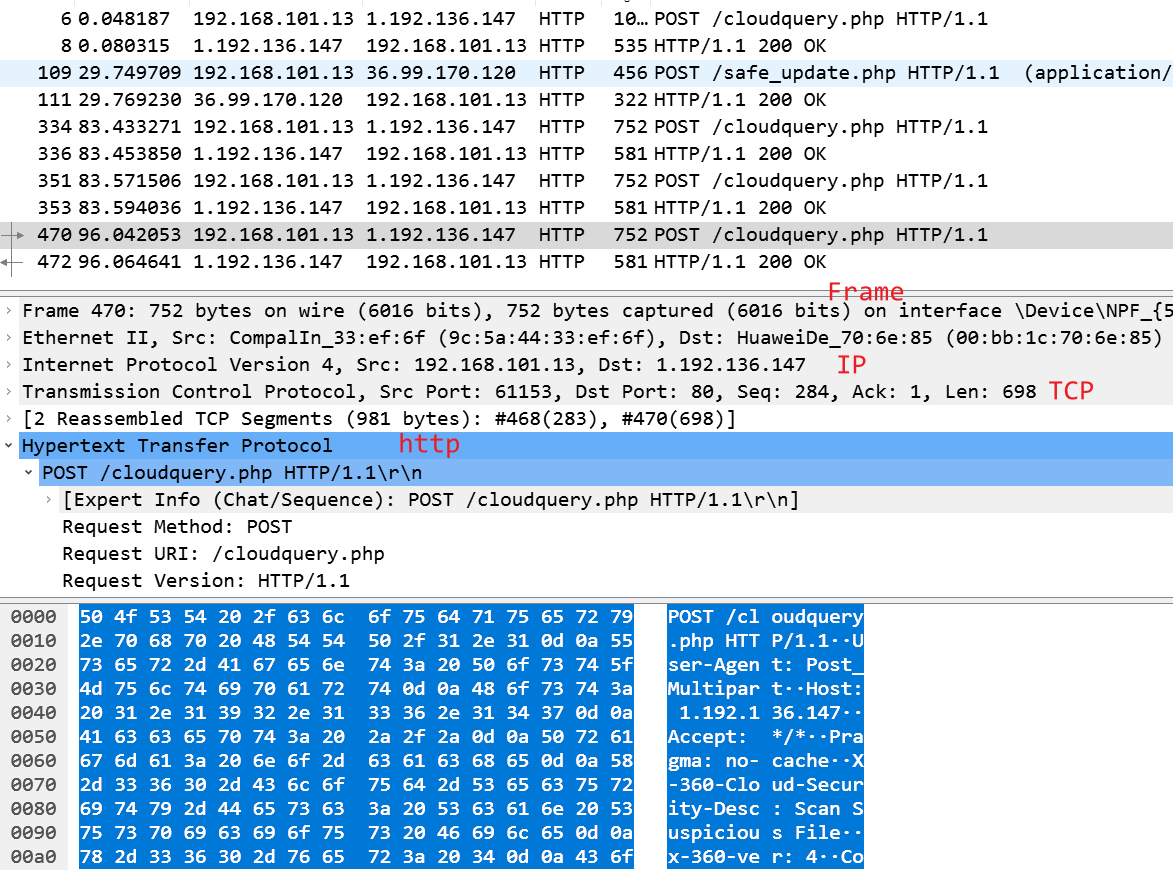 6 0.048187 192.168.101.13 1.192.136.147 HTTP 10… POST /cloudquery.php HTTP/1.1
8 0.080315 1.192.136.147 192.168.101.13 HTTP 535 HTTP/1.1 200 OK
109 29.749709 192.168.101.13 36.99.170.120 HTTP 456 POST /safe_update.php HTTP/1.1 (application/
111 29.769230 36.99.170.120 192.168.101.13 HTTP 322 HTTP/1.1 200 OK
334 83.433271 192.168.101.13 1.192.136.147 HTTP 752 POST /cloudquery.php HTTP/1.1
336 83.453850 1.192.136.147 192.168.101.13 HTTP 581 HTTP/1.1 200 OK
351 83.571506 192.168.101.13 1.192.136.147 HTTP 752 POST /cloudquery.php HTTP/1.1
353 83.594036 1.192.136.147 192.168.101.13 HTTP 581 HTTP/1.1 200 OK
470 96.042053 192.168.101.13 1.192.136.147 HTTP 752 POST /cloudquery.php HTTP/1.1
472 96.064641 1.192.136.147 192.168.101.13 HTTP 581 HTTP/1.1 200 OK
Frame
Frame 470: 752 bytes on wire (6016 bits), 752 bytes captured (6016 bits) on interface \Device\NPF_{5
Ethernet II, Src: CompalIn_33:ef:6f (9c:5a:44:33:ef:6f), Dst: HuaweiDe_70:6e:85 (00:bb:1c:70:6e:85)
Internet Protocol Version 4, Src: 192.168.101.13, Dst: 1.192.136.147 IP
Transmission Control Protocol, Src Port: 61153, Dst Port: 80, Seq: 284, Ack: 1, Len: 698 TCP
[2 Reassembled TCP Segments (981 bytes): #468(283), #470(698)]
Hypertext Transfer Protocol http
POST /cloudquery.php HTTP/1.1\r\n
[Expert Info (Chat/Sequence): POST /cloudquery.php HTTP/1.1\r\n]
Request Method: POST
Request URI: /cloudquery.php
Request Version: HTTP/1.1
0000 50 4f 53 54 20 2f 63 6c 6f 75 64 71 75 65 72 79 POST /cl oudquery
0010 2e 70 68 70 20 48 54 54 50 2f 31 2e 31 0d 0a 55 .php HTT P/1.1··U
0020 73 65 72 2d 41 67 65 6e 74 3a 20 50 6f 73 74 5f ser-Agen t: Post_
0030 4d 75 6c 74 69 70 61 72 74 0d 0a 48 6f 73 74 3a Multipar t··Host:
0040 20 31 2e 31 39 32 2e 31 33 36 2e 31 34 37 0d 0a 1.192.1 36.147··
0050 41 63 63 65 70 74 3a 20 2a 2f 2a 0d 0a 50 72 61 Accept: */*··Pra
0060 67 6d 61 3a 20 6e 6f 2d 63 61 63 68 65 0d 0a 58 gma: no- cache··X
0070 2d 33 36 30 2d 43 6c 6f 75 64 2d 53 65 63 75 72 -360-Clo ud-Secur
0080 69 74 79 2d 44 65 73 63 3a 20 53 63 61 6e 20 53 ity-Desc : Scan S
0090 75 73 70 69 63 69 6f 75 73 20 46 69 6c 65 0d 0a uspiciou s File··
00a0 78 2d 33 36 30 2d 76 65 72 3a 20 34 0d 0a 43 6f x-360-ve r: 4··Co